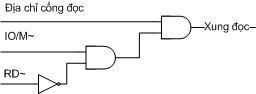 Địa chỉ cổng đọc
IO/M~
Xung đọc
RD~